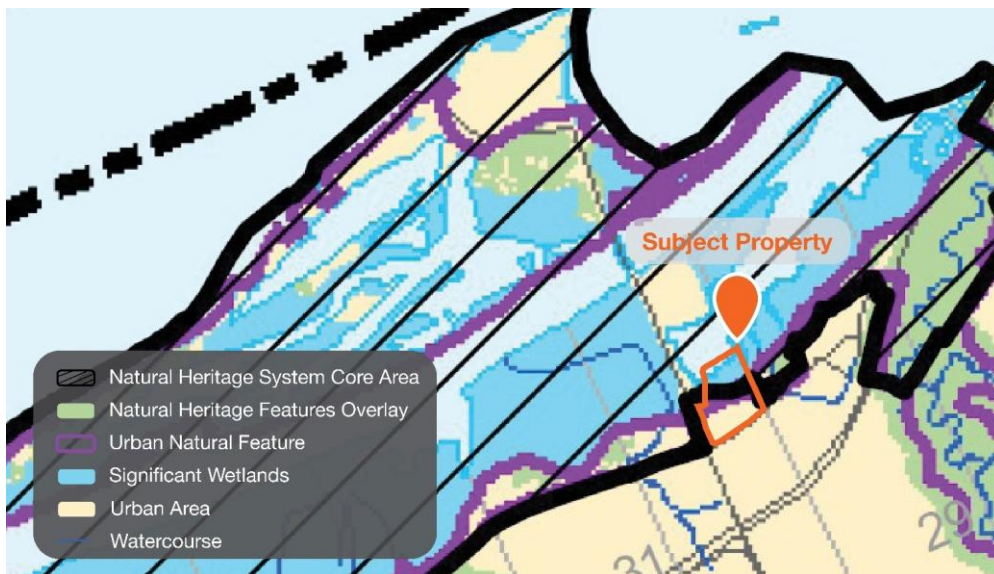 Subject Property
Natural Heritage System Core Area
Natural Heritage Features Overlay
Urban Natural Feature
Significant Wetlands
Urban Area
Watercourse
29
31